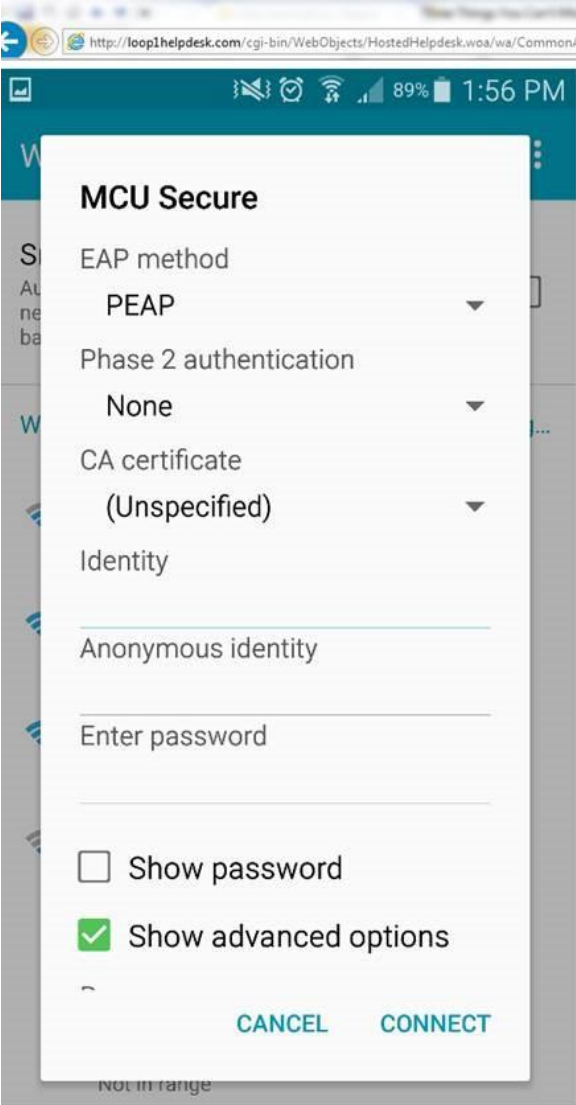 http://loop1helpdesk.com/cgi-bin/WebObjects/HostedHelpdesk.woa/wa/Common
89% 1:56 PM
W
MCU Secure
EAP method
PEAP
Phase 2 authentication
None
CA certificate
(Unspecified)
Identity
Anonymous identity
Enter password
Show password
Show advanced options
CANCEL CONNECT
Not in range